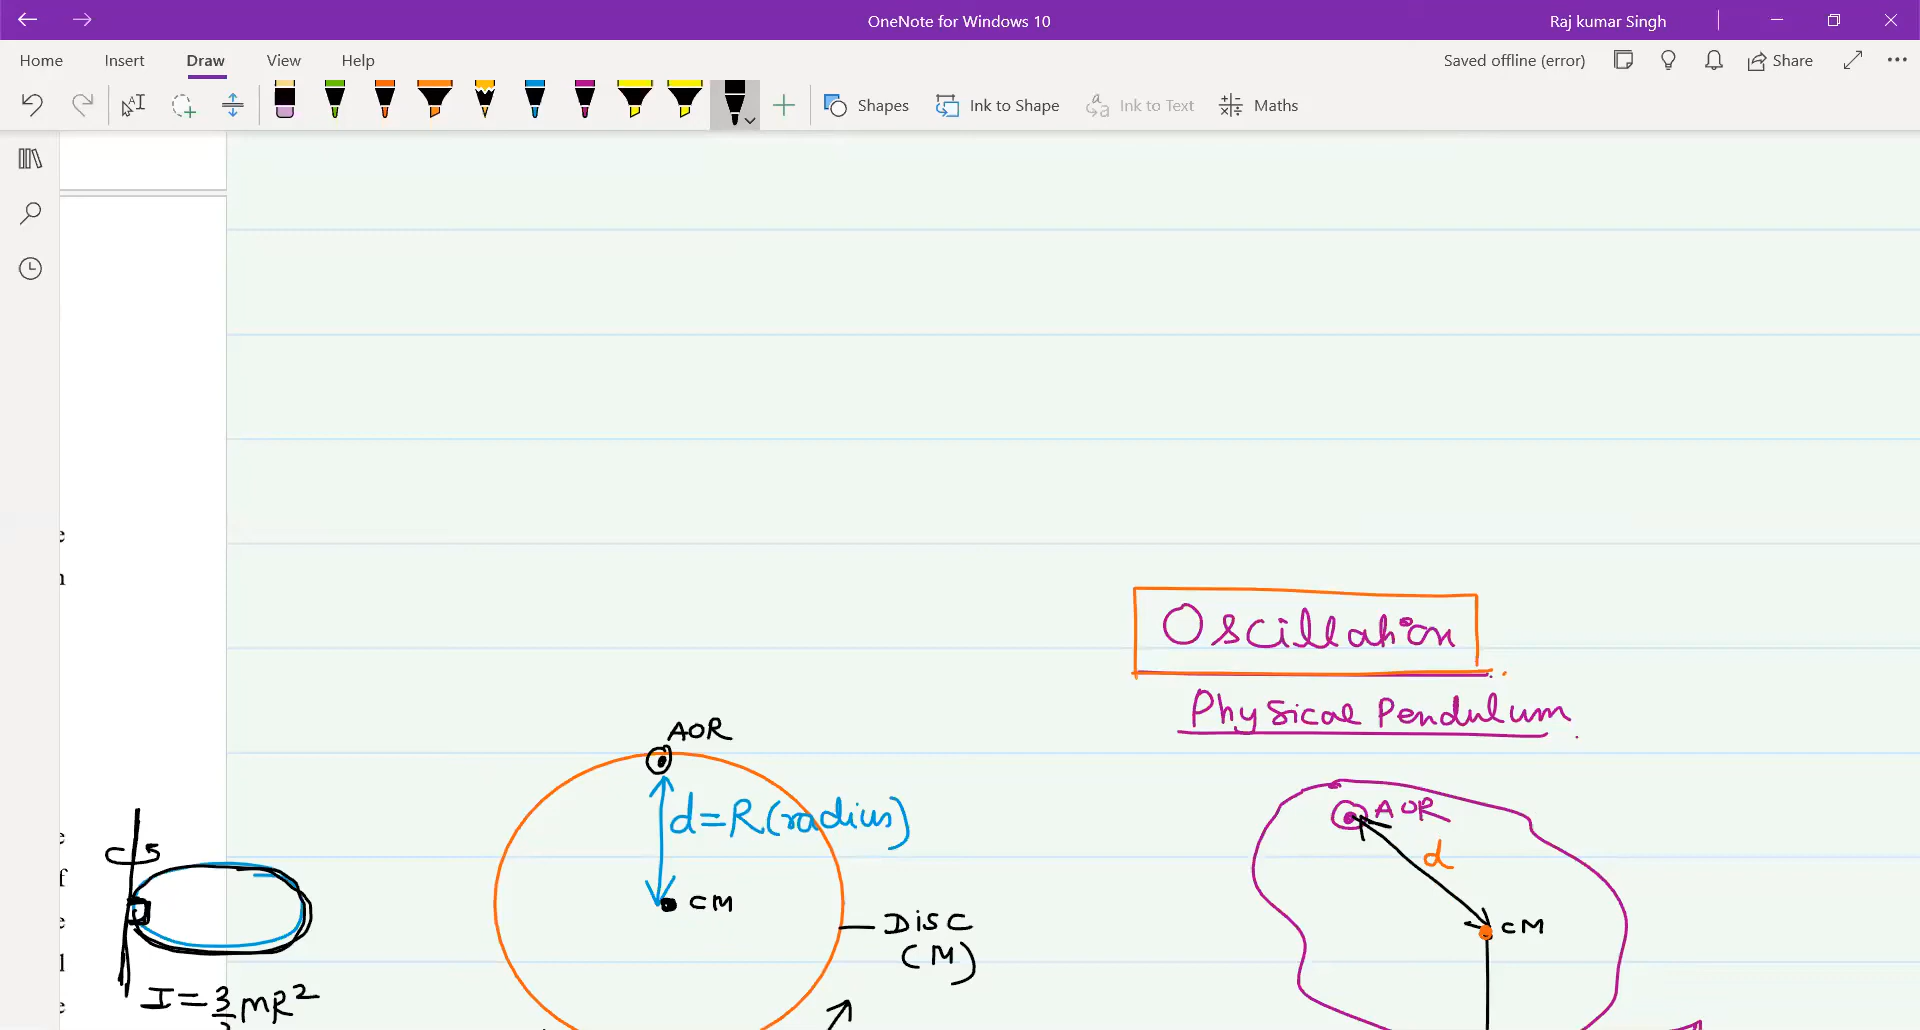 OneNote for Windows 10
Raj kumar Singh
Home Insert Draw View Help
Saved offline (error)
Share
Shapes
Ink to Shape
Ink to Text
Maths
e
n
Oscillation
Physical Pendulum
AOR
d=R(radius)
CM
DISC
(M)
AOR
d
CM
e
f
e
l
e
I=3/2 MR²